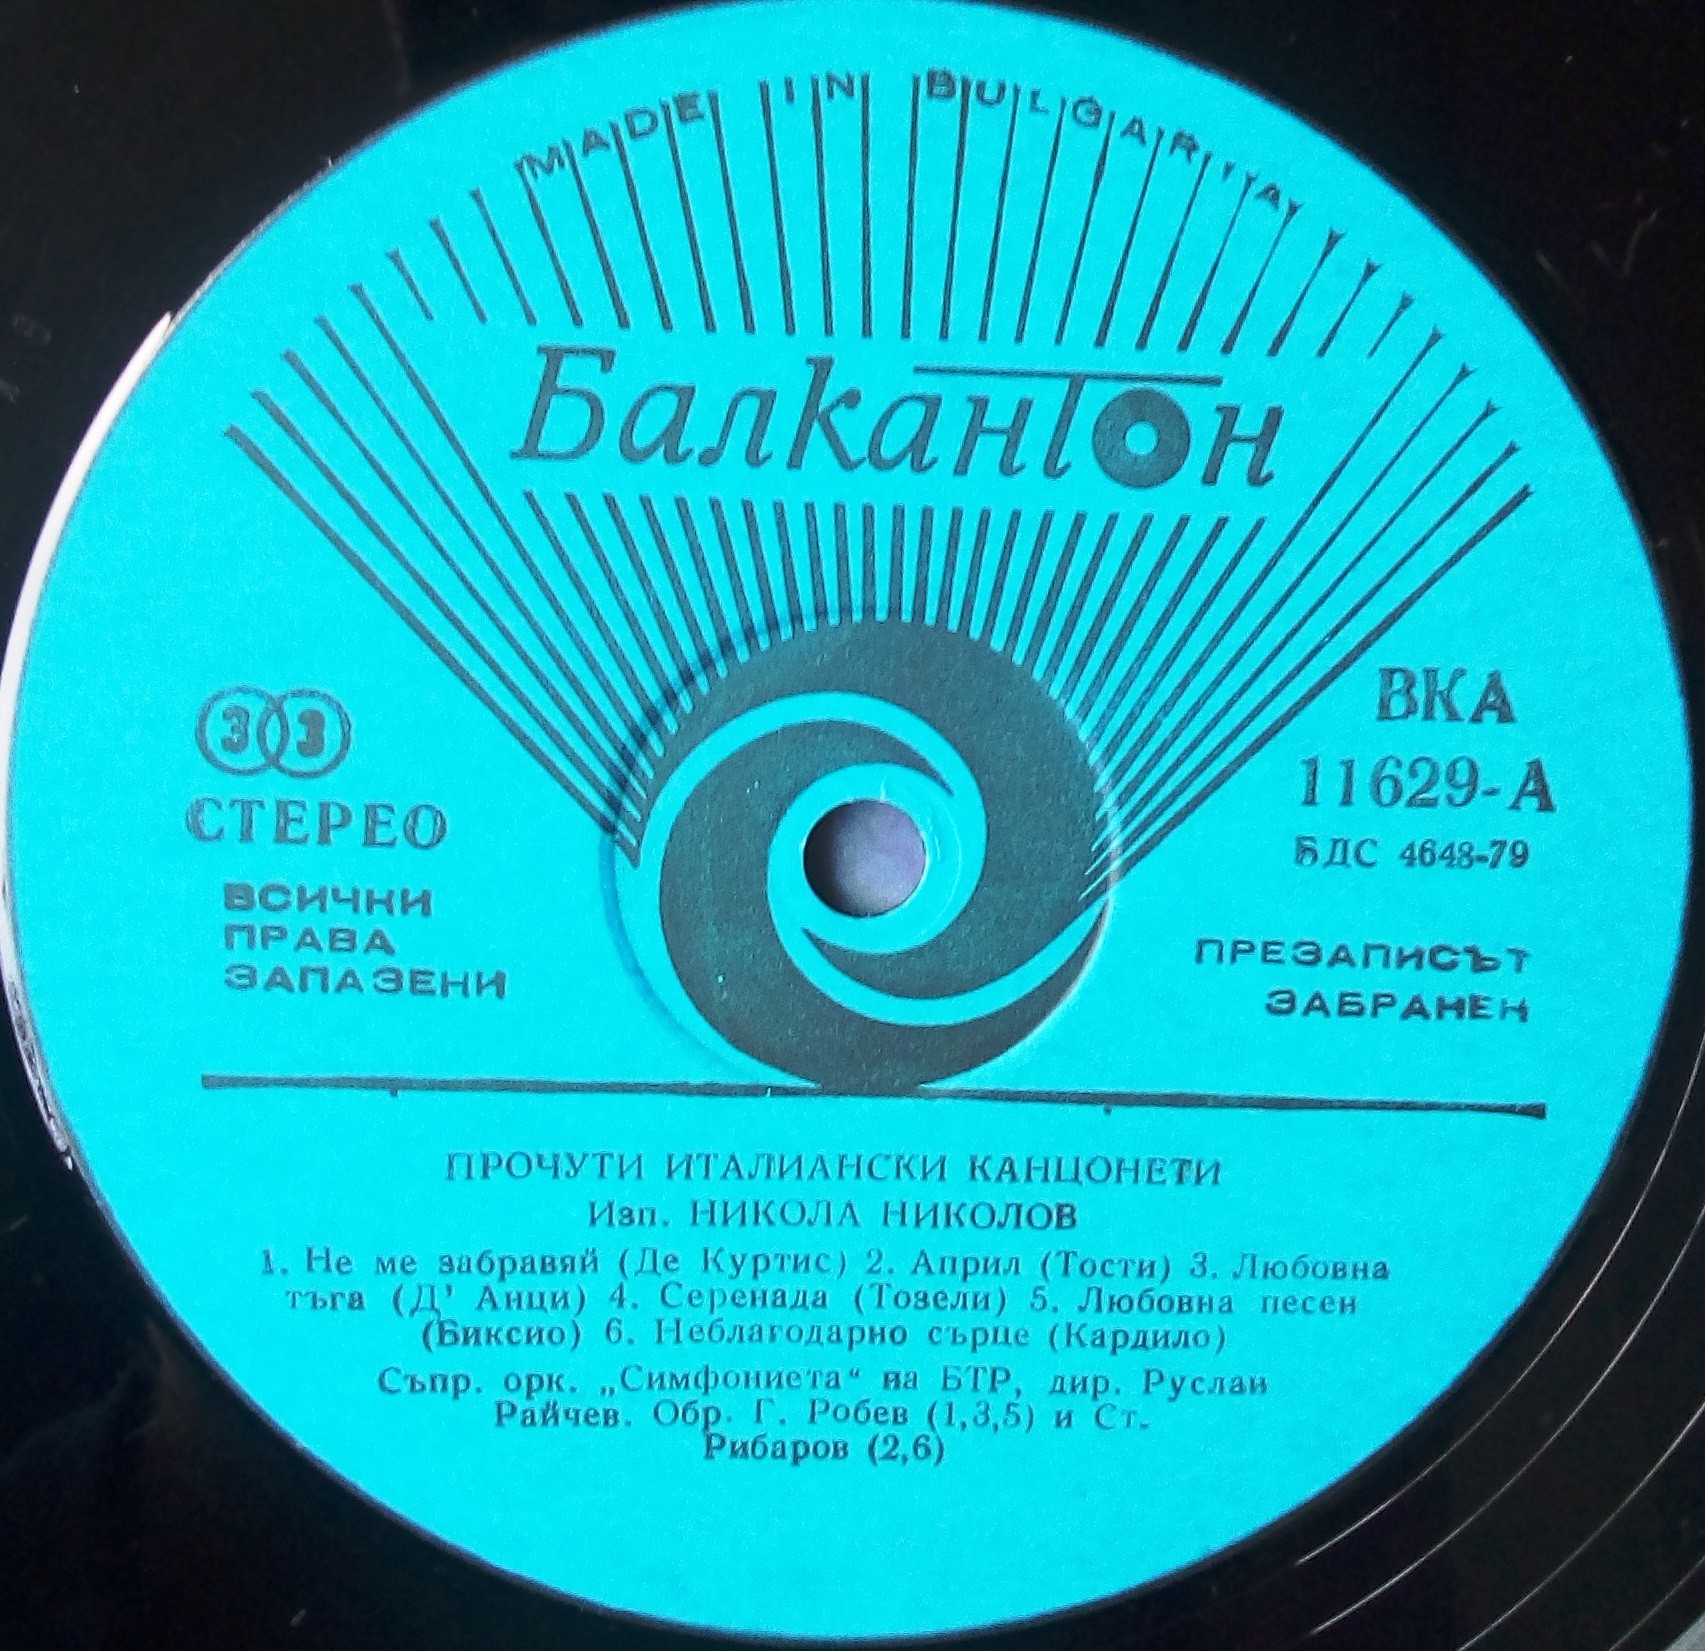 MADE IN BULGARIA
Балкантон
33
СТЕРЕО
ВСИЧКИ
ПРАВА
ЗАПАЗЕНИ
ВКА
11629-А
БДС 4648-79
ПРЕЗАПИСЪТ
ЗАБРАНЕН
ПРОЧУТИ ИТАЛИАНСКИ КАНЦОНЕТИ
Изп. НИКОЛА НИКОЛОВ
1. Не ме забравяй (Де Куртис) 2. Април (Тости) 3. Любовна
тъга (Д' Анци) 4. Серенада (Тозели) 5. Любовна песен
(Биксио) 6. Неблагодарно сърце (Кардило)
Съпр. орк. „Симфониета“ на БТР, дир. Руслан
Райчев. Обр. Г. Робев (1,3,5) и Ст.
Рибаров (2,6)